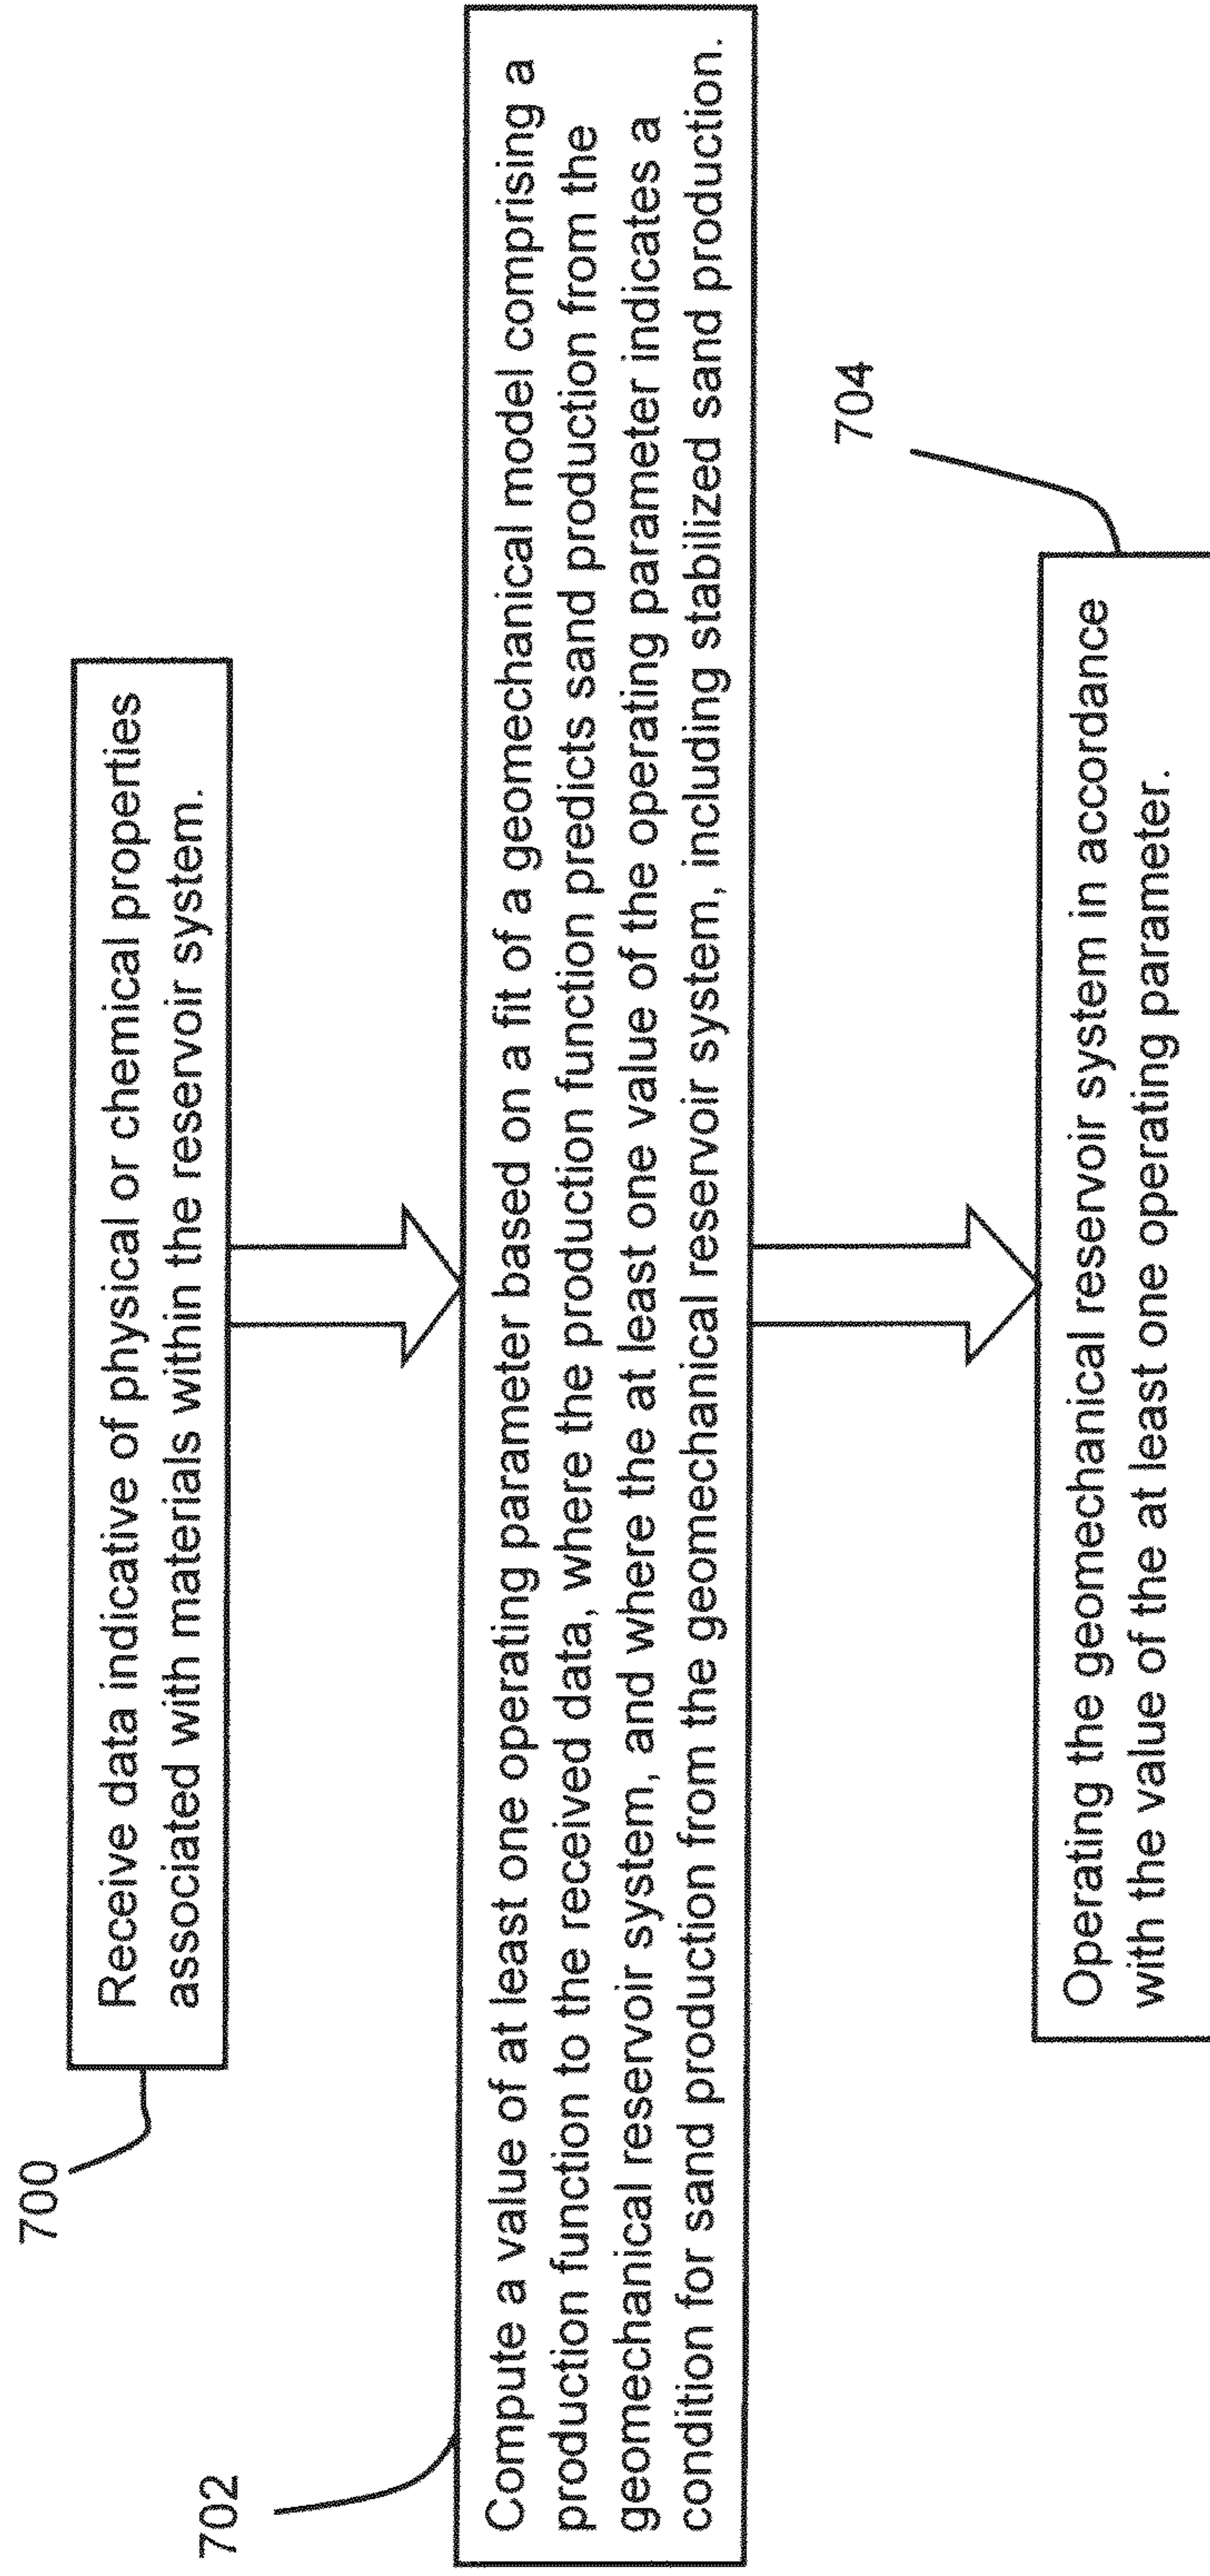 700
Receive data indicative of physical or chemical properties
associated with materials within the reservoir system.
702
Compute a value of at least one operating parameter based on a fit of a geomechanical model comprising a
production function to the received data, where the production function predicts sand production from the
geomechanical reservoir system, and where the at least one value of the operating parameter indicates a
condition for sand production from the geomechanical reservoir system, including stabilized sand production.
704
Operating the geomechanical reservoir system in accordance
with the value of the at least one operating parameter.